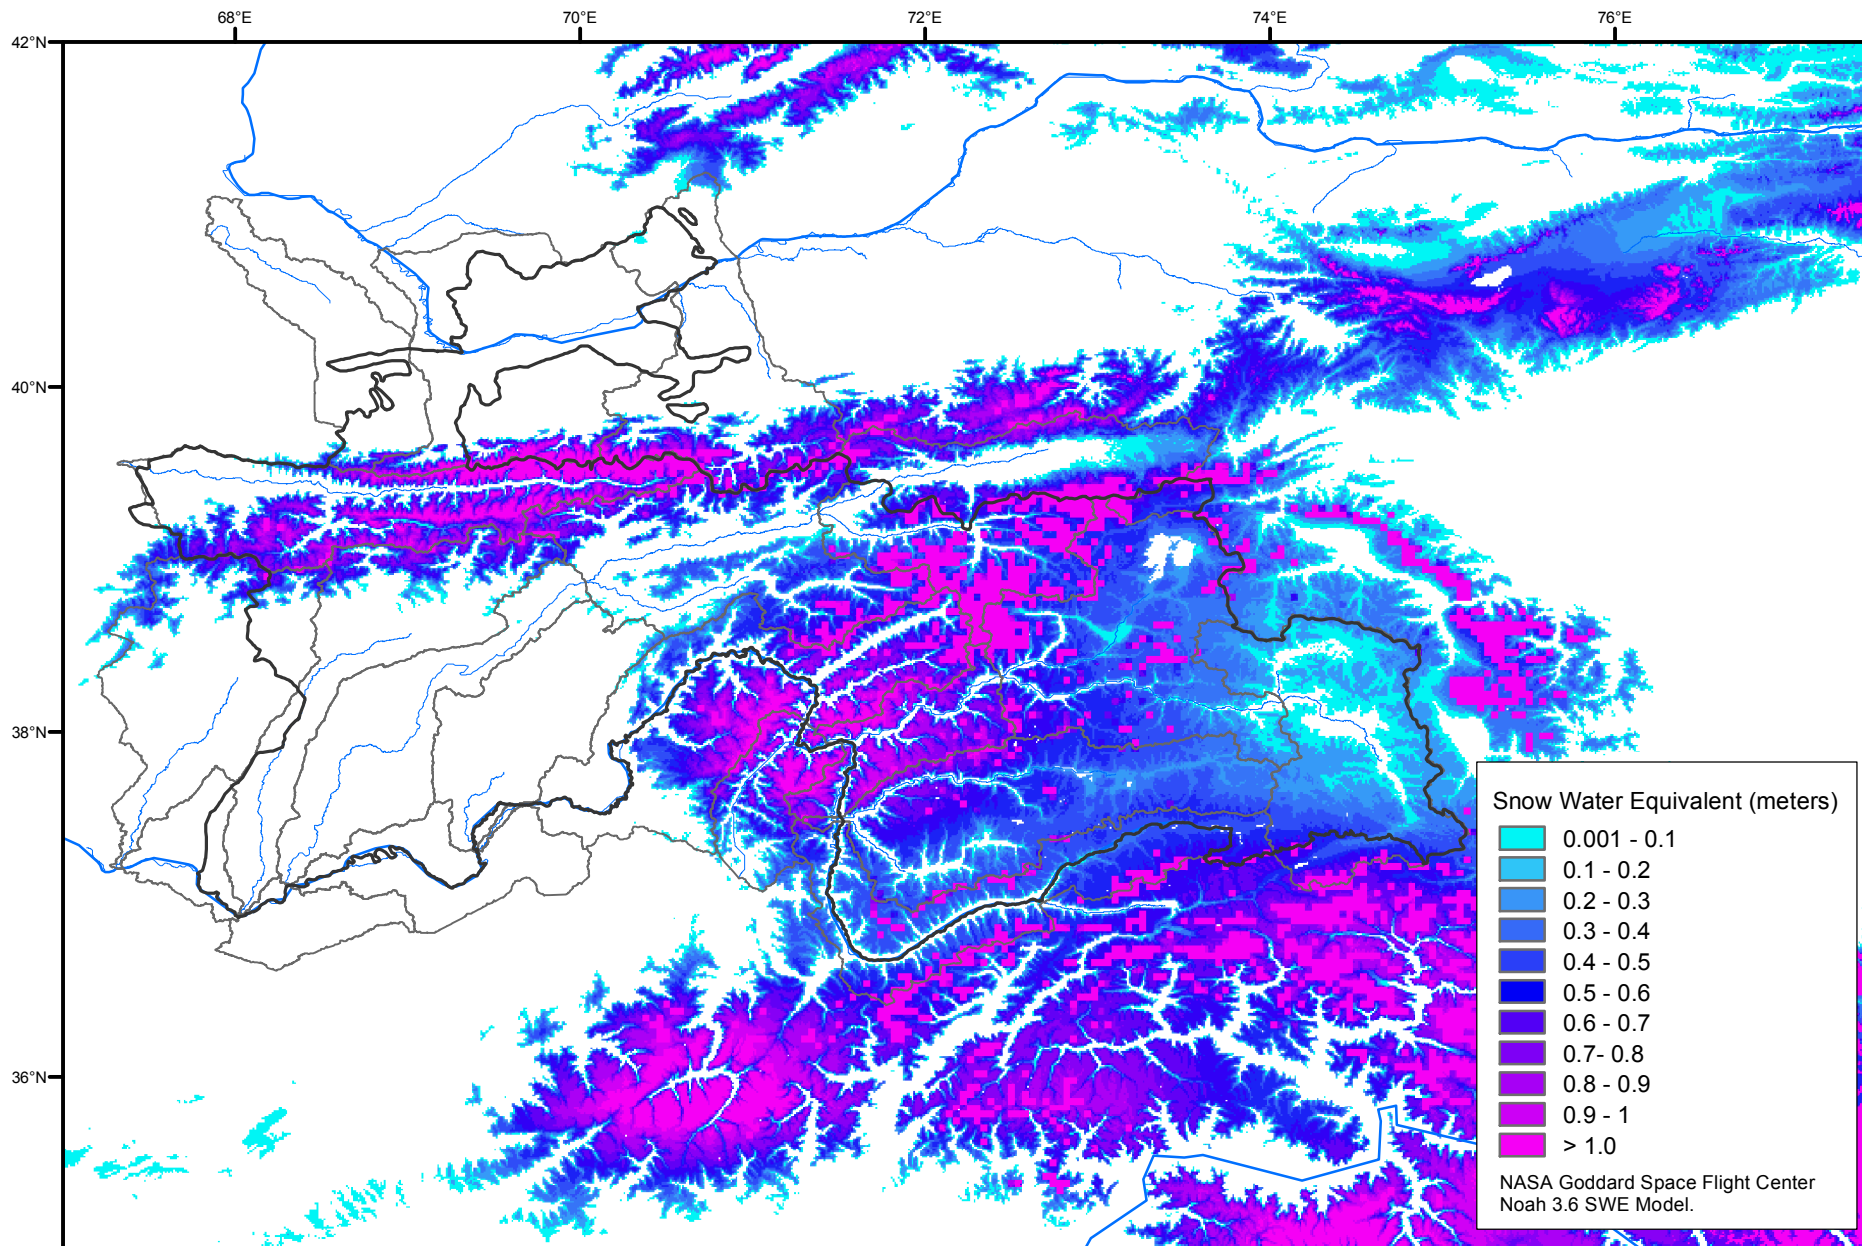 68°E 70°E 72°E 74°E 76°E
42°N
40°N
38°N
36°N
Snow Water Equivalent (meters)
0.001 - 0.1
0.1 - 0.2
0.2 - 0.3
0.3 - 0.4
0.4 - 0.5
0.5 - 0.6
0.6 - 0.7
0.7- 0.8
0.8 - 0.9
0.9 - 1
> 1.0
NASA Goddard Space Flight Center
Noah 3.6 SWE Model.